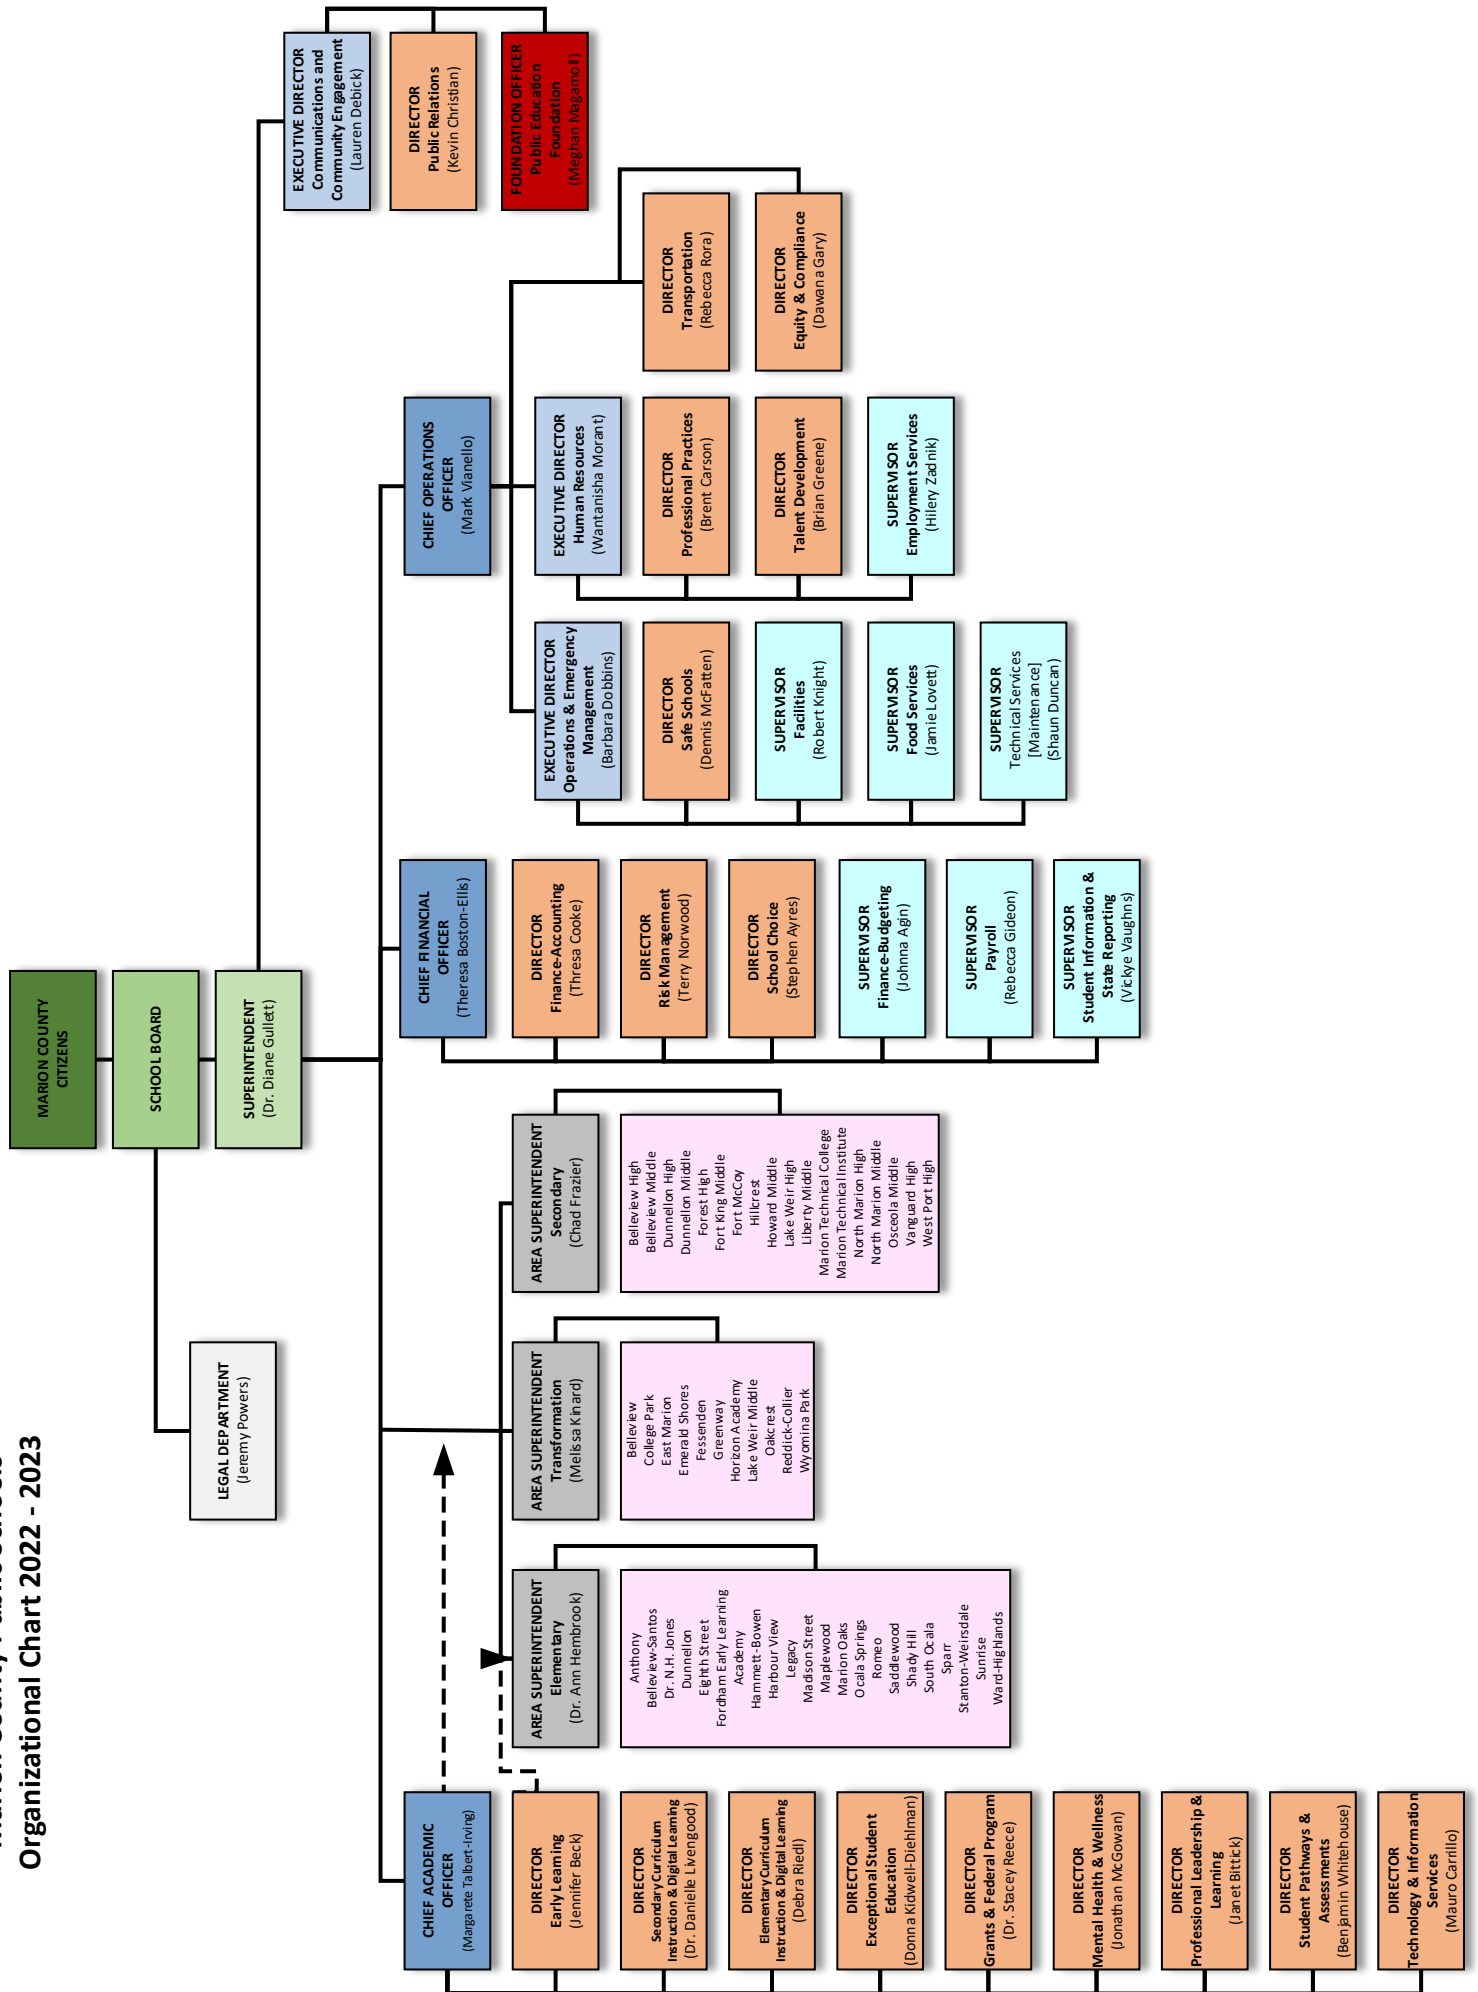 Organizational Chart 2022 - 2023
MARION COUNTY
CITIZENS
SCHOOL BOARD
LEGAL DEPARTMENT
(Jeremy Powers)
SUPERINTENDENT
(Dr. Diane Gullett)
EXECUTIVE DIRECTOR
Communications and
Community Engagement
(Lauren Debick)
DIRECTOR
Public Relations
(Kevin Christian)
FOUNDATION OFFICER
Public Education
Foundation
(Meghan Magamoll)
CHIEF ACADEMIC
OFFICER
(Margarete Talbert-Irving)
DIRECTOR
Early Learning
(Jennifer Beck)
DIRECTOR
Secondary Curriculum
Instruction & Digital Learning
(Dr. Danielle Livengood)
DIRECTOR
Elementary Curriculum
Instruction & Digital Learning
(Debra Riedl)
DIRECTOR
Exceptional Student
Education
(Donna Kidwell-Diehlman)
DIRECTOR
Grants & Federal Program
(Dr. Stacey Reece)
DIRECTOR
Mental Health & Wellness
(Jonathan McGowan)
DIRECTOR
Professional Leadership &
Learning
(Janet Bittick)
DIRECTOR
Student Pathways &
Assessments
(Benjamin Whitehouse)
DIRECTOR
Technology & Information
Services
(Mauro Carrillo)
AREA SUPERINTENDENT
Elementary
(Dr. Ann Hembrook)
Anthony
Belleview-Santos
Dr. N.H. Jones
Dunnellon
Eighth Street
Fordham Early Learning
Academy
Hammett-Bowen
Harbour View
Legacy
Madison Street
Maplewood
Marion Oaks
Ocala Springs
Romeo
Saddlewood
Shady Hill
South Ocala
Sparr
Stanton-Weirsdale
Sunrise
Ward-Highlands
AREA SUPERINTENDENT
Transformation
(Melissa Kinard)
Belleview
College Park
East Marion
Emerald Shores
Fessenden
Greenway
Horizon Academy
Lake Weir Middle
Oakcrest
Reddick-Collier
Wyomina Park
AREA SUPERINTENDENT
Secondary
(Chad Frazier)
Belleview High
Belleview Middle
Dunnellon High
Dunnellon Middle
Forest High
Fort King Middle
Fort McCoy
Hillcrest
Howard Middle
Lake Weir High
Liberty Middle
Marion Technical College
Marion Technical Institute
North Marion High
North Marion Middle
Osceola Middle
Vanguard High
West Port High
CHIEF FINANCIAL
OFFICER
(Theresa Boston-Ellis)
DIRECTOR
Finance-Accounting
(Thresa Cooke)
DIRECTOR
Risk Management
(Terry Norwood)
DIRECTOR
School Choice
(Stephen Ayres)
SUPERVISOR
Finance-Budgeting
(Johnna Agin)
SUPERVISOR
Payroll
(Rebecca Gideon)
SUPERVISOR
Student Information &
State Reporting
(Vickye Vaughns)
CHIEF OPERATIONS
OFFICER
(Mark Vianello)
EXECUTIVE DIRECTOR
Operations & Emergency
Management
(Barbara Dobbins)
DIRECTOR
Safe Schools
(Dennis McFatten)
SUPERVISOR
Facilities
(Robert Knight)
SUPERVISOR
Food Services
(Jamie Lovett)
SUPERVISOR
Technical Services
[Maintenance]
(Shaun Duncan)
EXECUTIVE DIRECTOR
Human Resources
(Wantanisha Morant)
DIRECTOR
Professional Practices
(Brent Carson)
DIRECTOR
Talent Development
(Brian Greene)
SUPERVISOR
Employment Services
(Hilery Zadnik)
DIRECTOR
Transportation
(Rebecca Rora)
DIRECTOR
Equity & Compliance
(Dawana Gary)